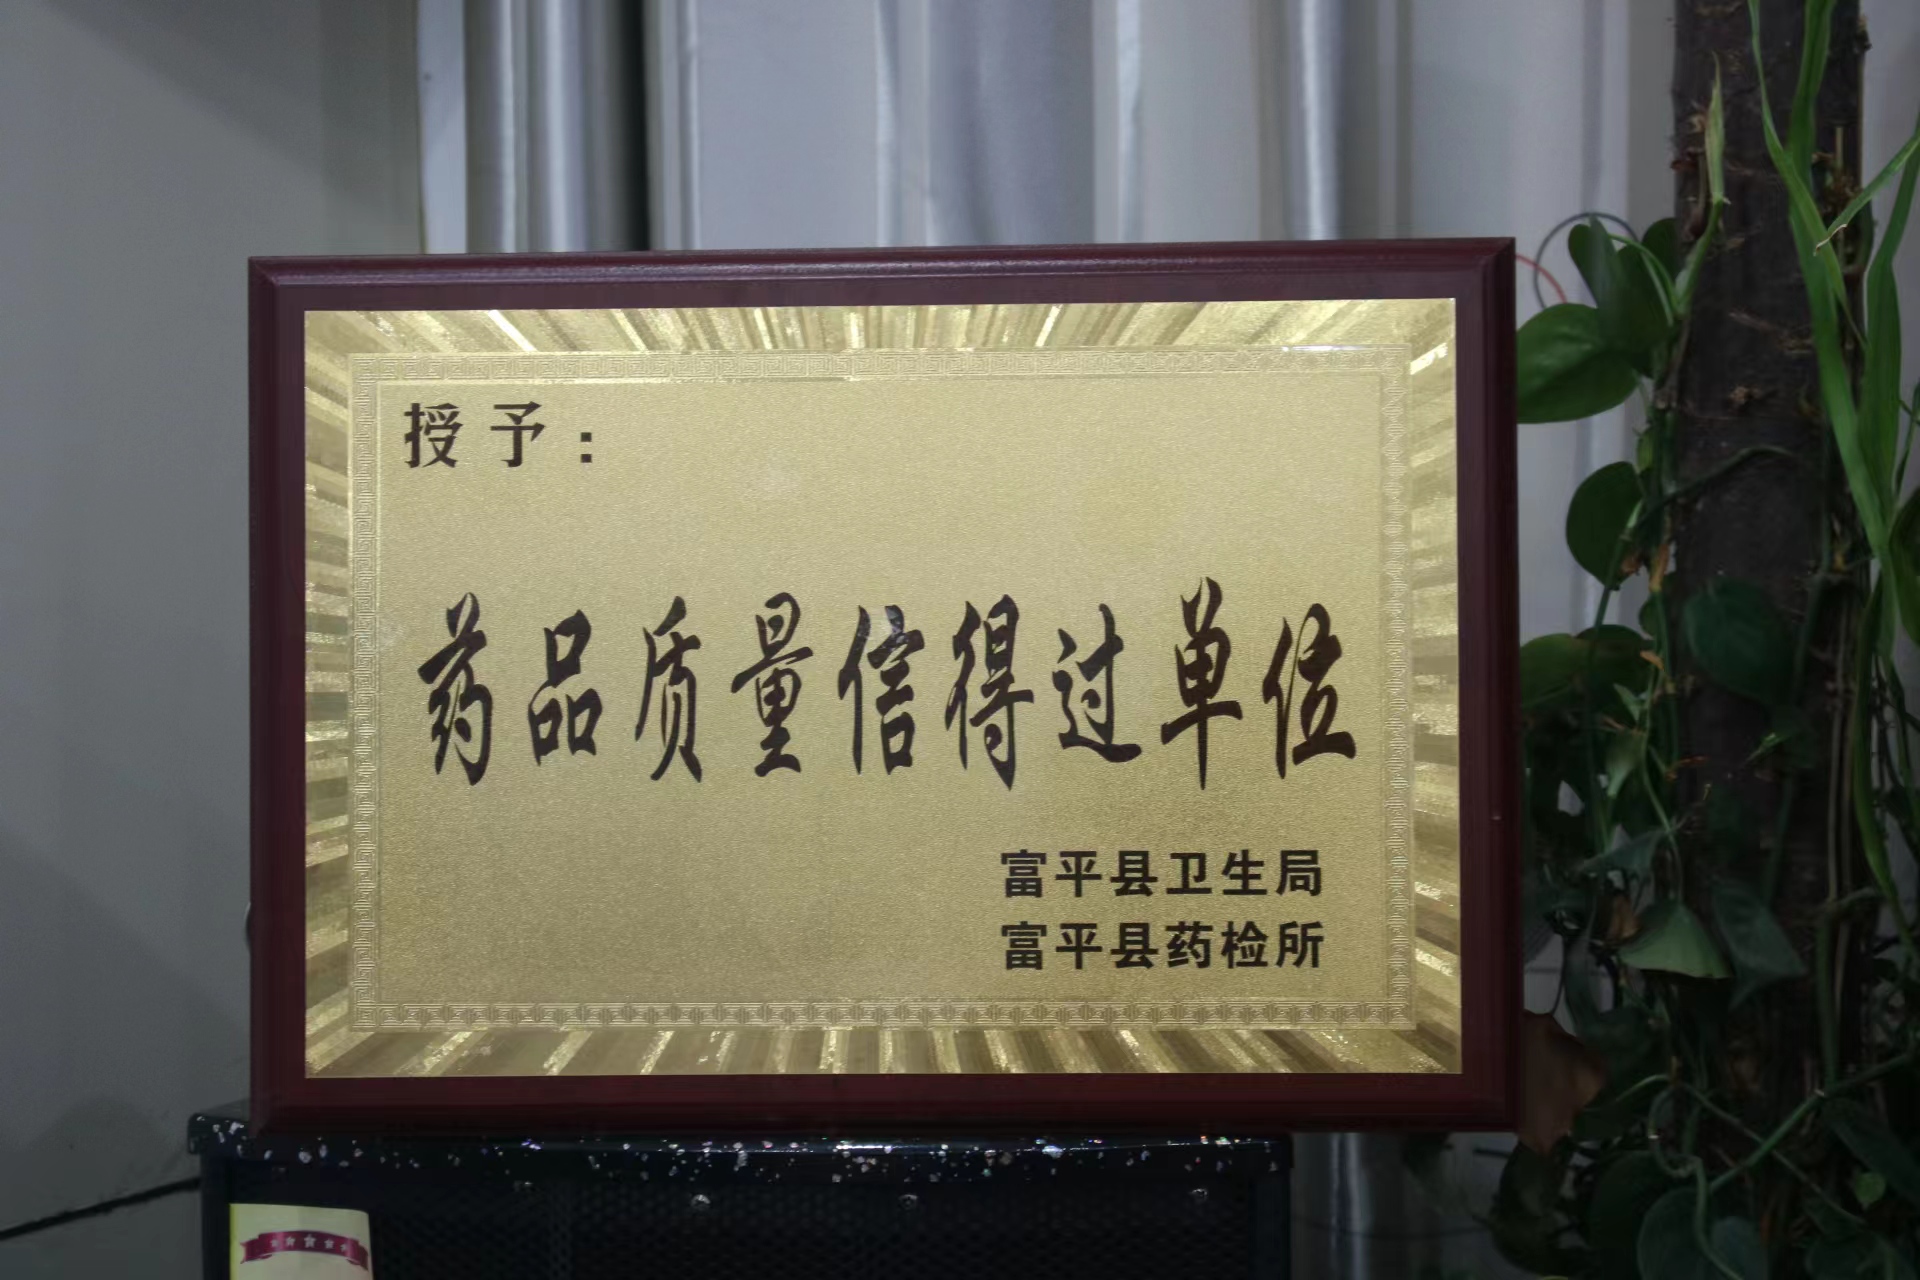 授予：
药品质量信得过单位
富平县卫生局
富平县药检所